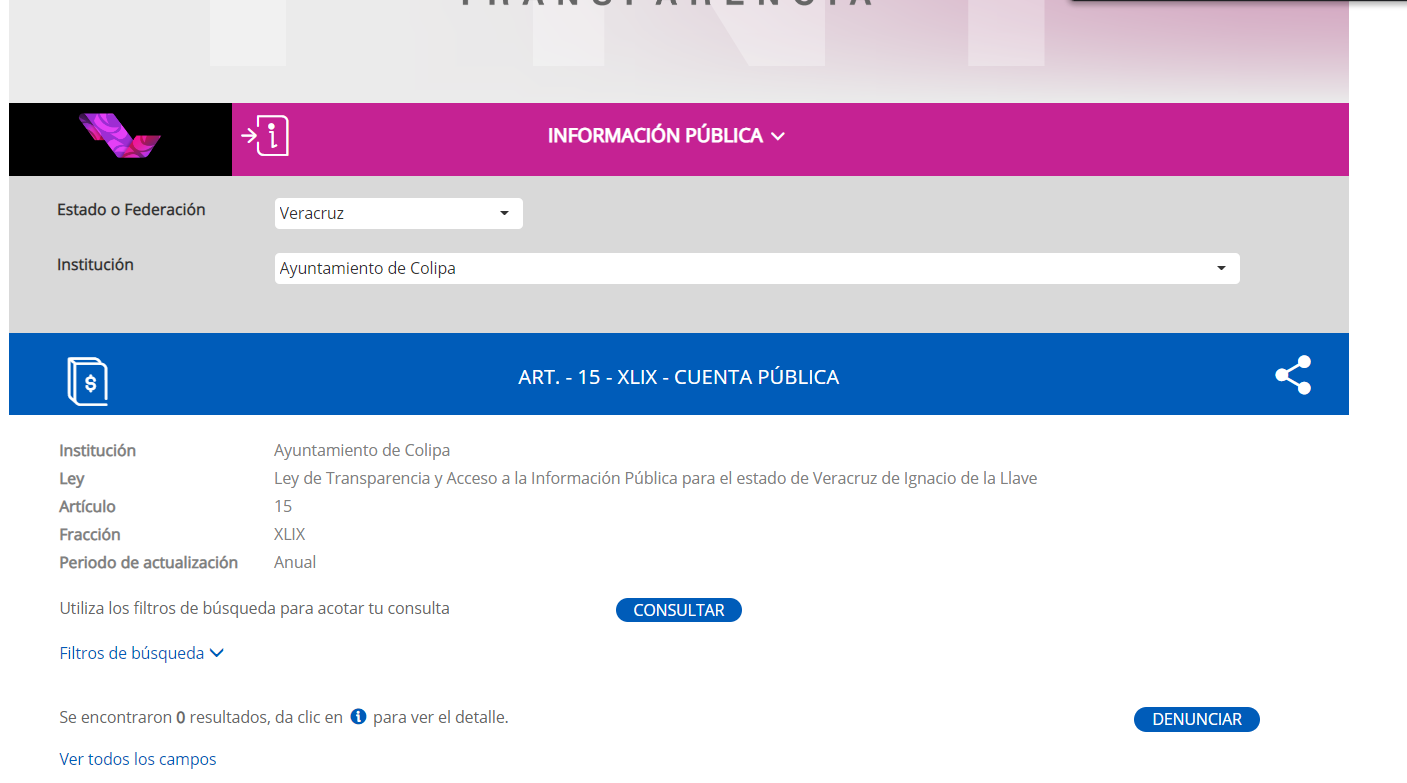 TRANSPARENCIA
INFORMACIÓN PÚBLICA
Estado o Federación
Veracruz
Institución
Ayuntamiento de Colipa
ART. - 15 - XLIX - CUENTA PÚBLICA
Institución Ayuntamiento de Colipa
Ley Ley de Transparencia y Acceso a la Información Pública para el estado de Veracruz de Ignacio de la Llave
Artículo 15
Fracción XLIX
Periodo de actualización Anual
Utiliza los filtros de búsqueda para acotar tu consulta CONSULTAR
Filtros de búsqueda
Se encontraron 0 resultados, da clic en i para ver el detalle. DENUNCIAR
Ver todos los campos